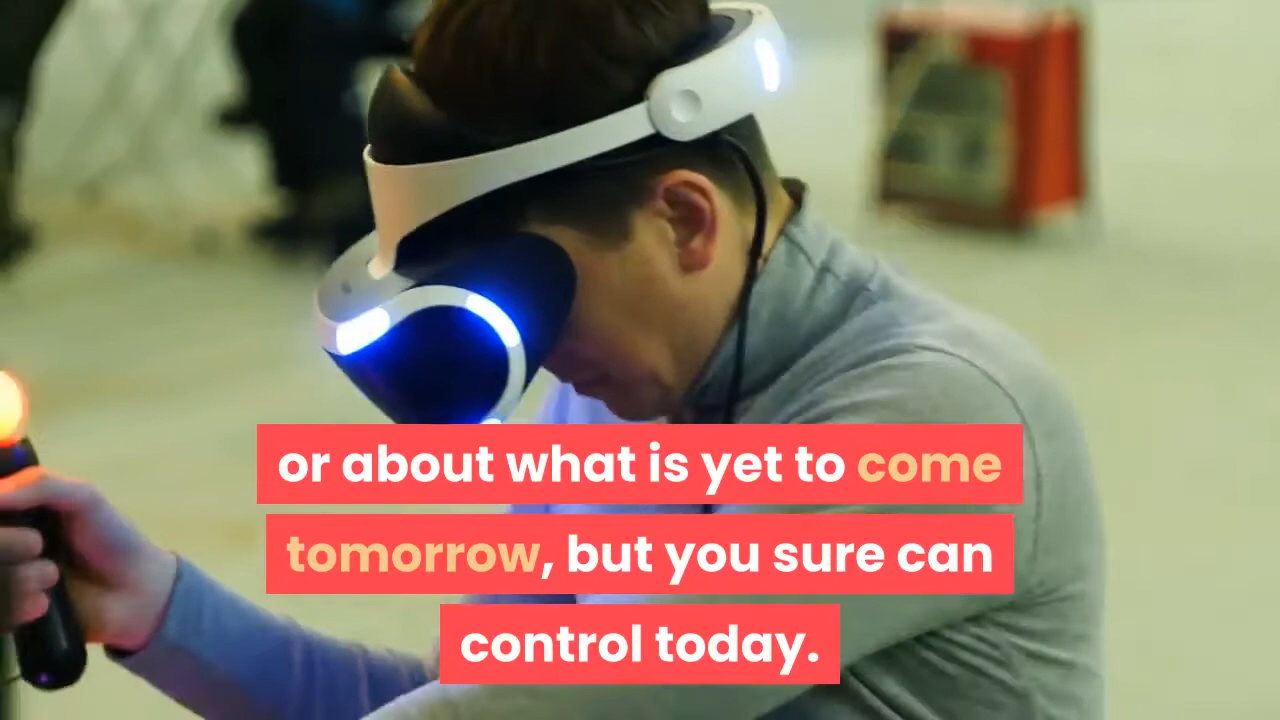 or about what is yet to come
tomorrow, but you sure can
control today.